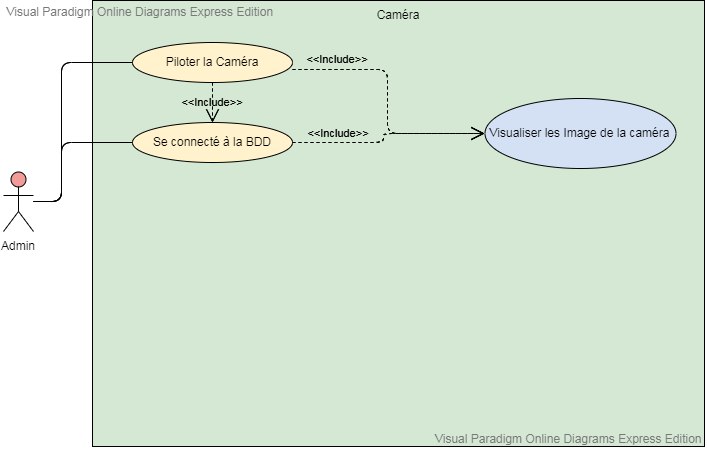 Visual Paradigm Online Diagrams Express Edition
Caméra
Piloter la Caméra
<<Include>>
<<Include>>
Se connecté à la BDD
<<Include>>
Visualiser les Image de la caméra
Admin
Visual Paradigm Online Diagrams Express Edition